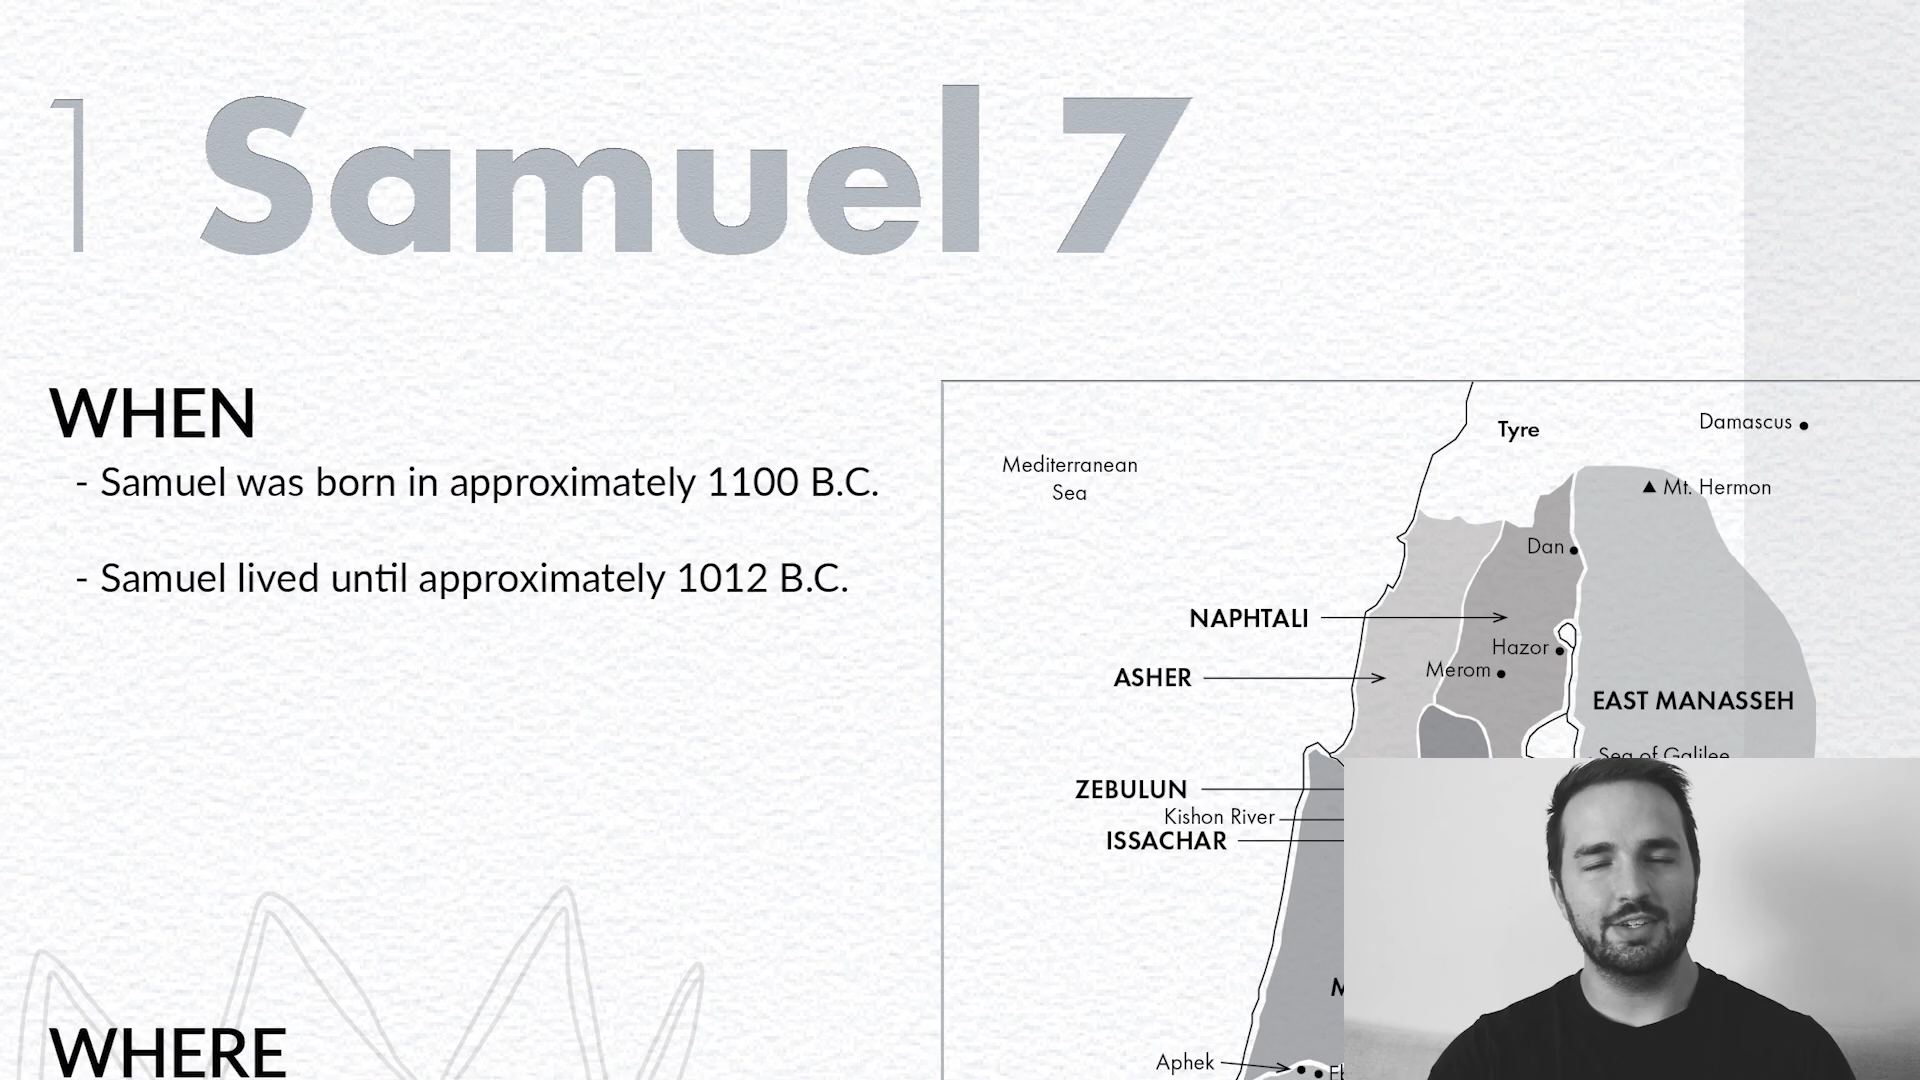 1 Samuel 7
WHEN
- Samuel was born in approximately 1100 B.C.
- Samuel lived until approximately 1012 B.C.
WHERE
Mediterranean
Sea
Tyre
Damascus
Mt. Hermon
Dan
NAPHTALI
Hazor
Merom
ASHER
EAST MANASSEH
Sea of Galilee
ZEBULUN
Kishon River
ISSACHAR
Aphek